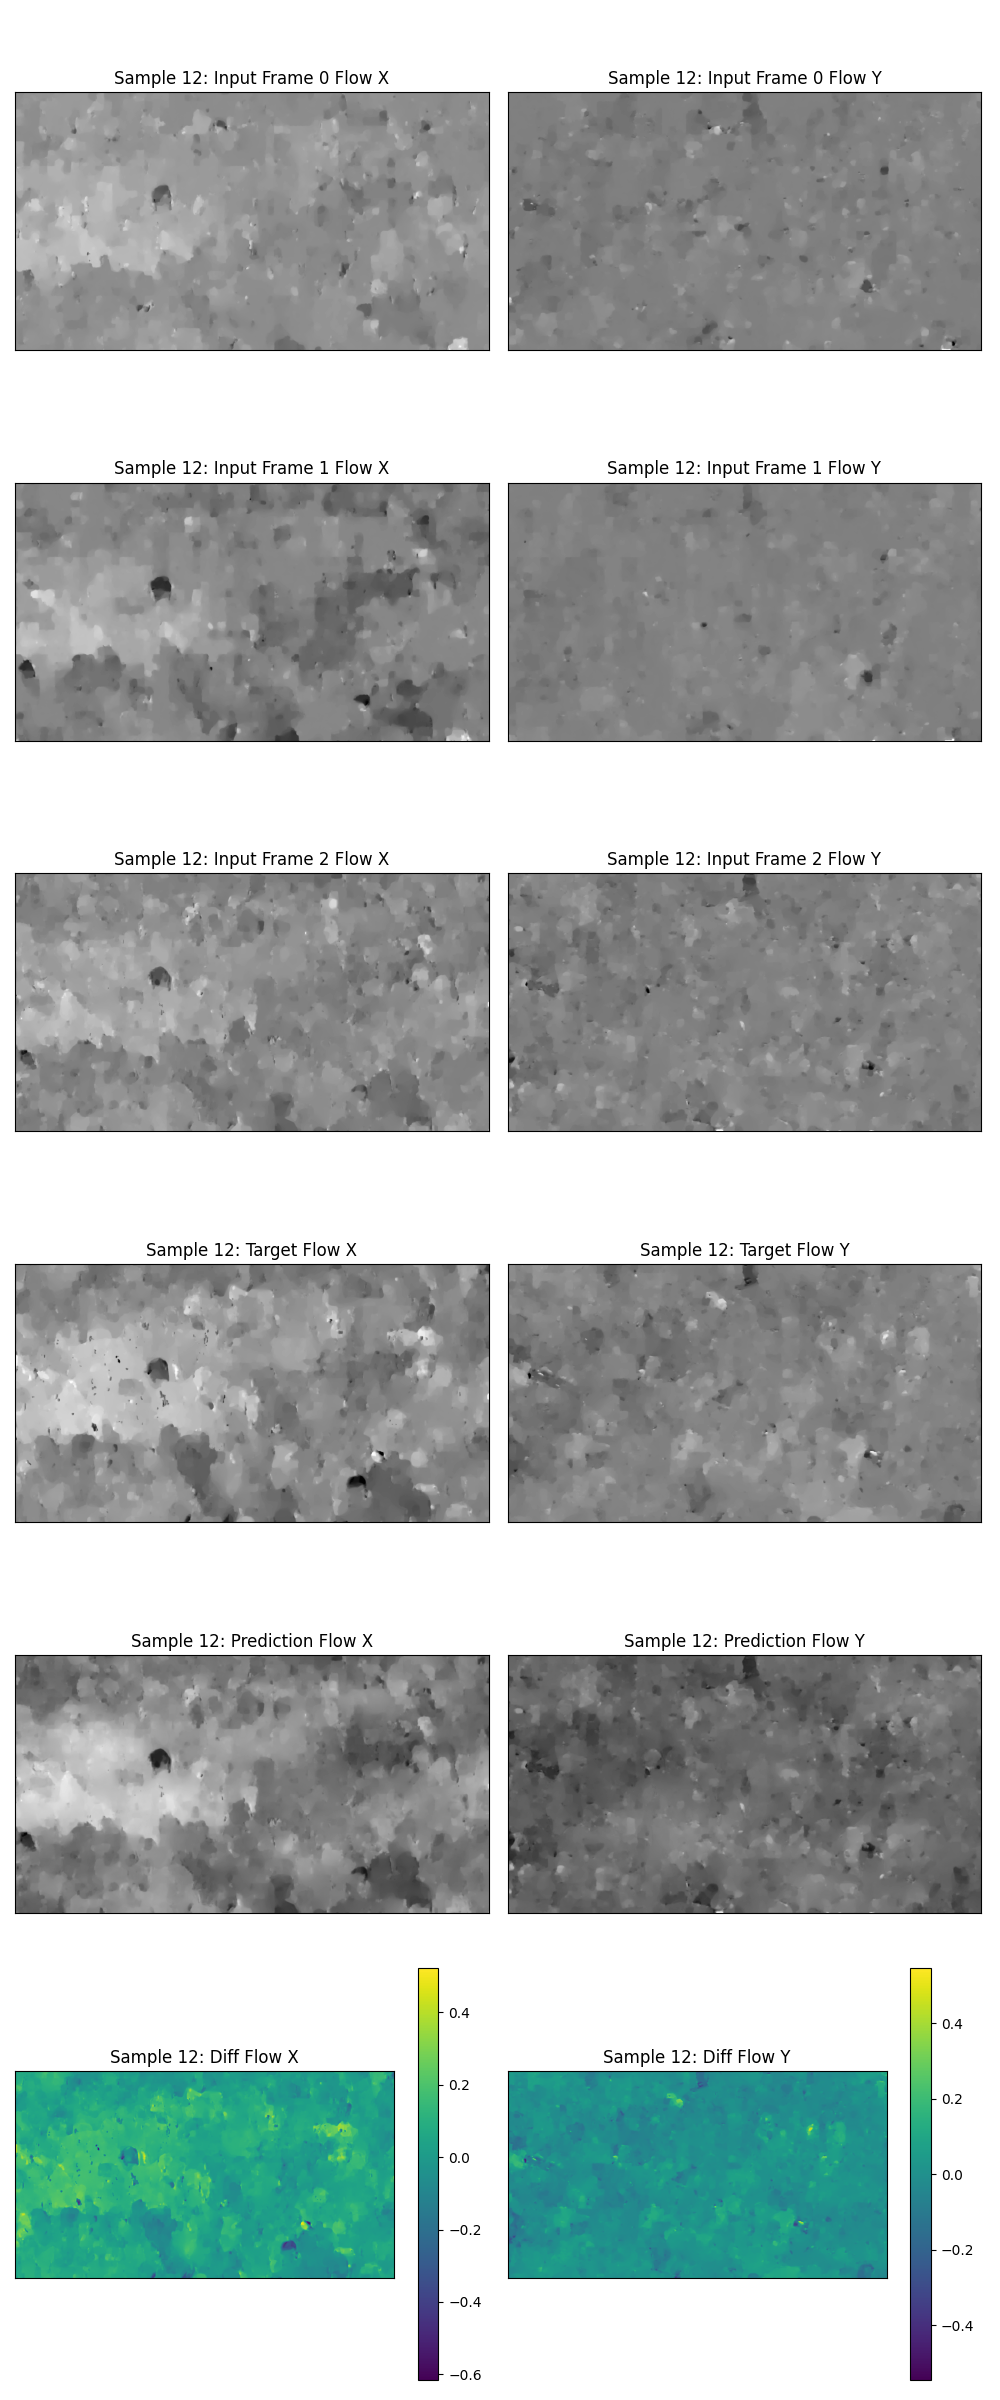 Sample 12: Input Frame 0 Flow X
Sample 12: Input Frame 0 Flow Y
Sample 12: Input Frame 1 Flow X
Sample 12: Input Frame 1 Flow Y
Sample 12: Input Frame 2 Flow X
Sample 12: Input Frame 2 Flow Y
Sample 12: Target Flow X
Sample 12: Target Flow Y
Sample 12: Prediction Flow X
Sample 12: Prediction Flow Y
Sample 12: Diff Flow X
0.4
0.2
0.0
−0.2
−0.4
−0.6
Sample 12: Diff Flow Y
0.4
0.2
0.0
−0.2
−0.4